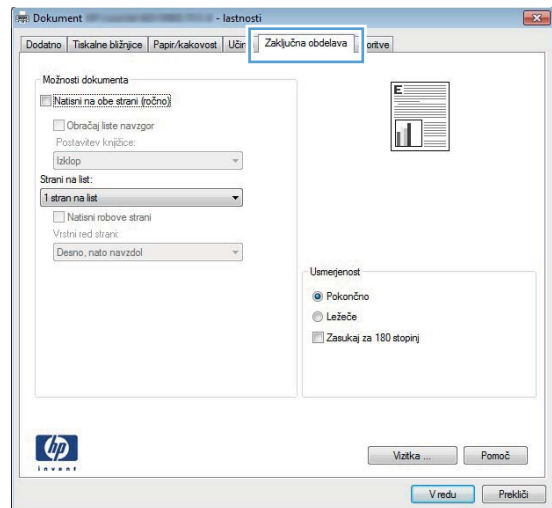 Dokument - lastnosti
Dodatno Tiskalne bližnjice Papir/kakovost Zaključna obdelava
Možnosti dokumenta
Natisni na obe strani (ročno)
Obračaj liste navzgor
Postavitev knjižice:
Izklop
Strani na list:
1 stran na list
Natisni robove strani
Vrstni red strani:
Desno, nato navzdol
E
Usmerjenost
Pokončno
Ležeče
Zasukaj za 180 stopinj
hp
invent
Vizitka ... Pomoč
V redu Prekliči